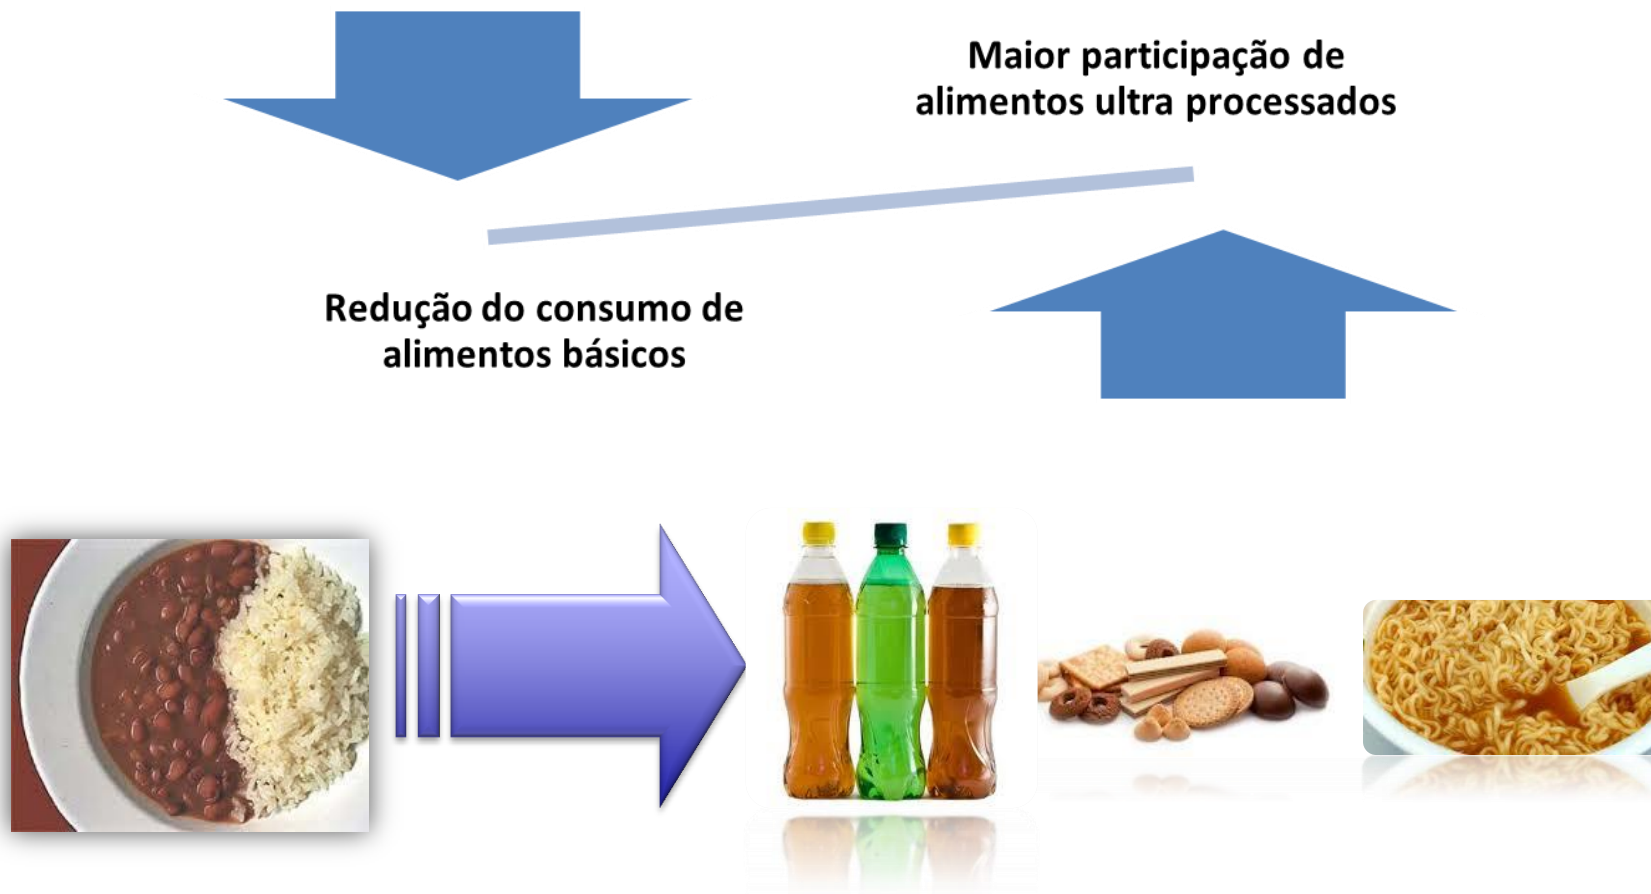 Maior participação de
alimentos ultra processados
Redução do consumo de
alimentos básicos